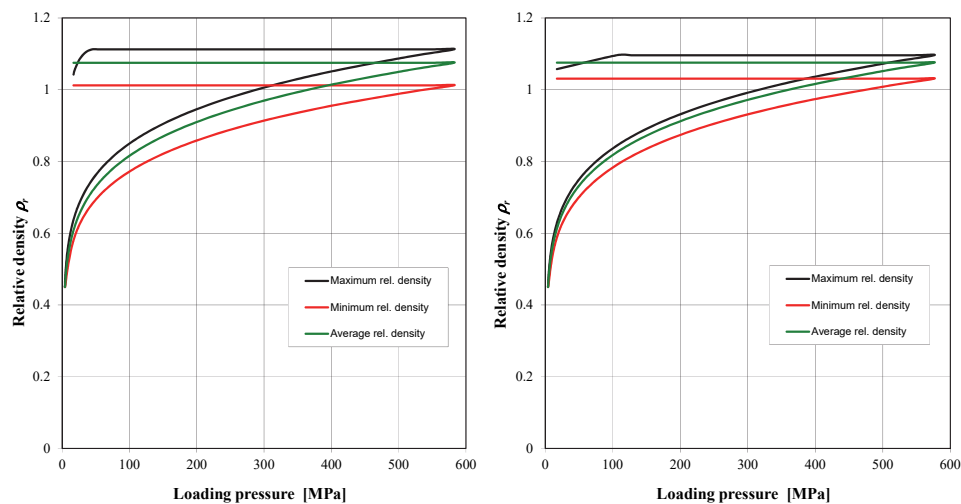 1.2
1
0.8
0.6
0.4
0.2
0
Relative density ρr
Maximum rel. density
Minimum rel. density
Average rel. density
0 100 200 300 400 500 600
Loading pressure [MPa]
1.2
1
0.8
0.6
0.4
0.2
0
Relative density ρr
Maximum rel. density
Minimum rel. density
Average rel. density
0 100 200 300 400 500 600
Loading pressure [MPa]